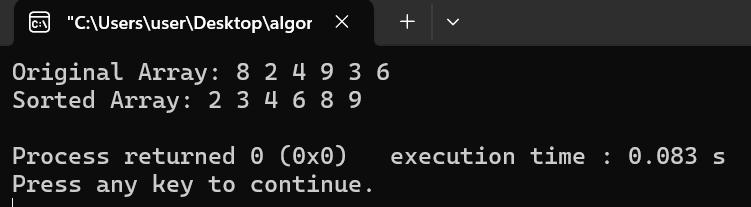 "C:\Users\user\Desktop\algor
Original Array: 8 2 4 9 3 6
Sorted Array: 2 3 4 6 8 9
Process returned 0 (0x0)   execution time : 0.083 s
Press any key to continue.